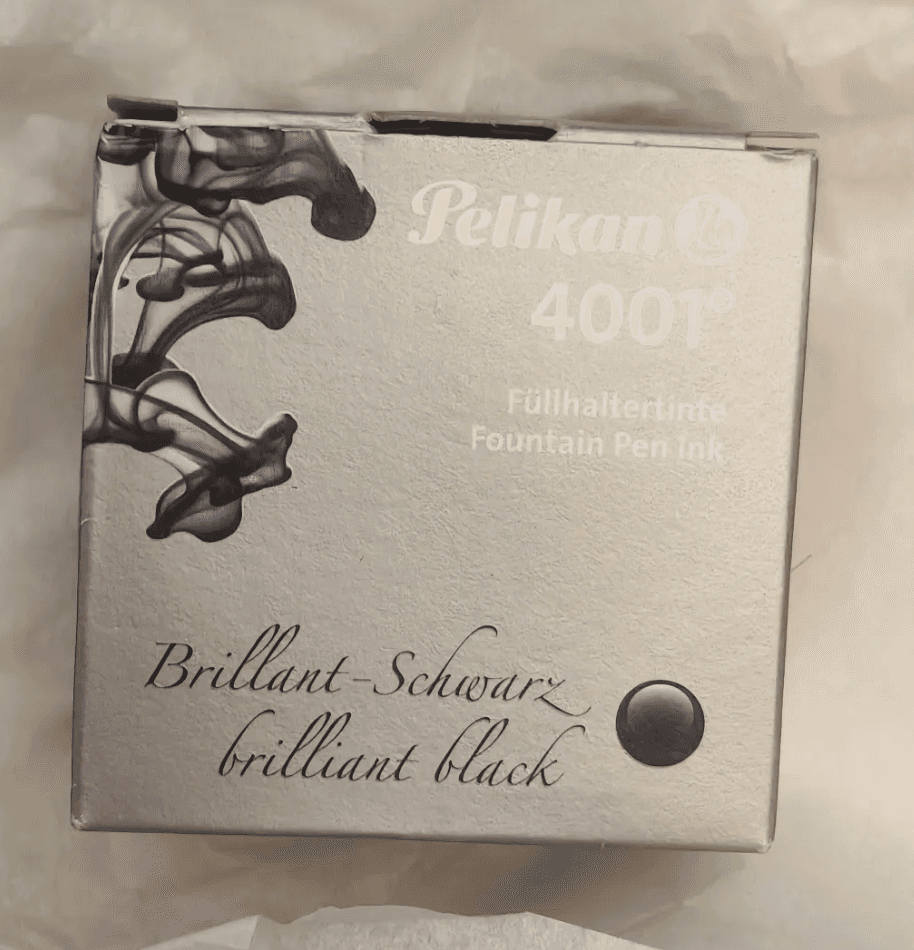 Pelikan
4001®
Füllhaltertinte
Fountain Pen Ink
Brillant-Schwarz
brilliant black